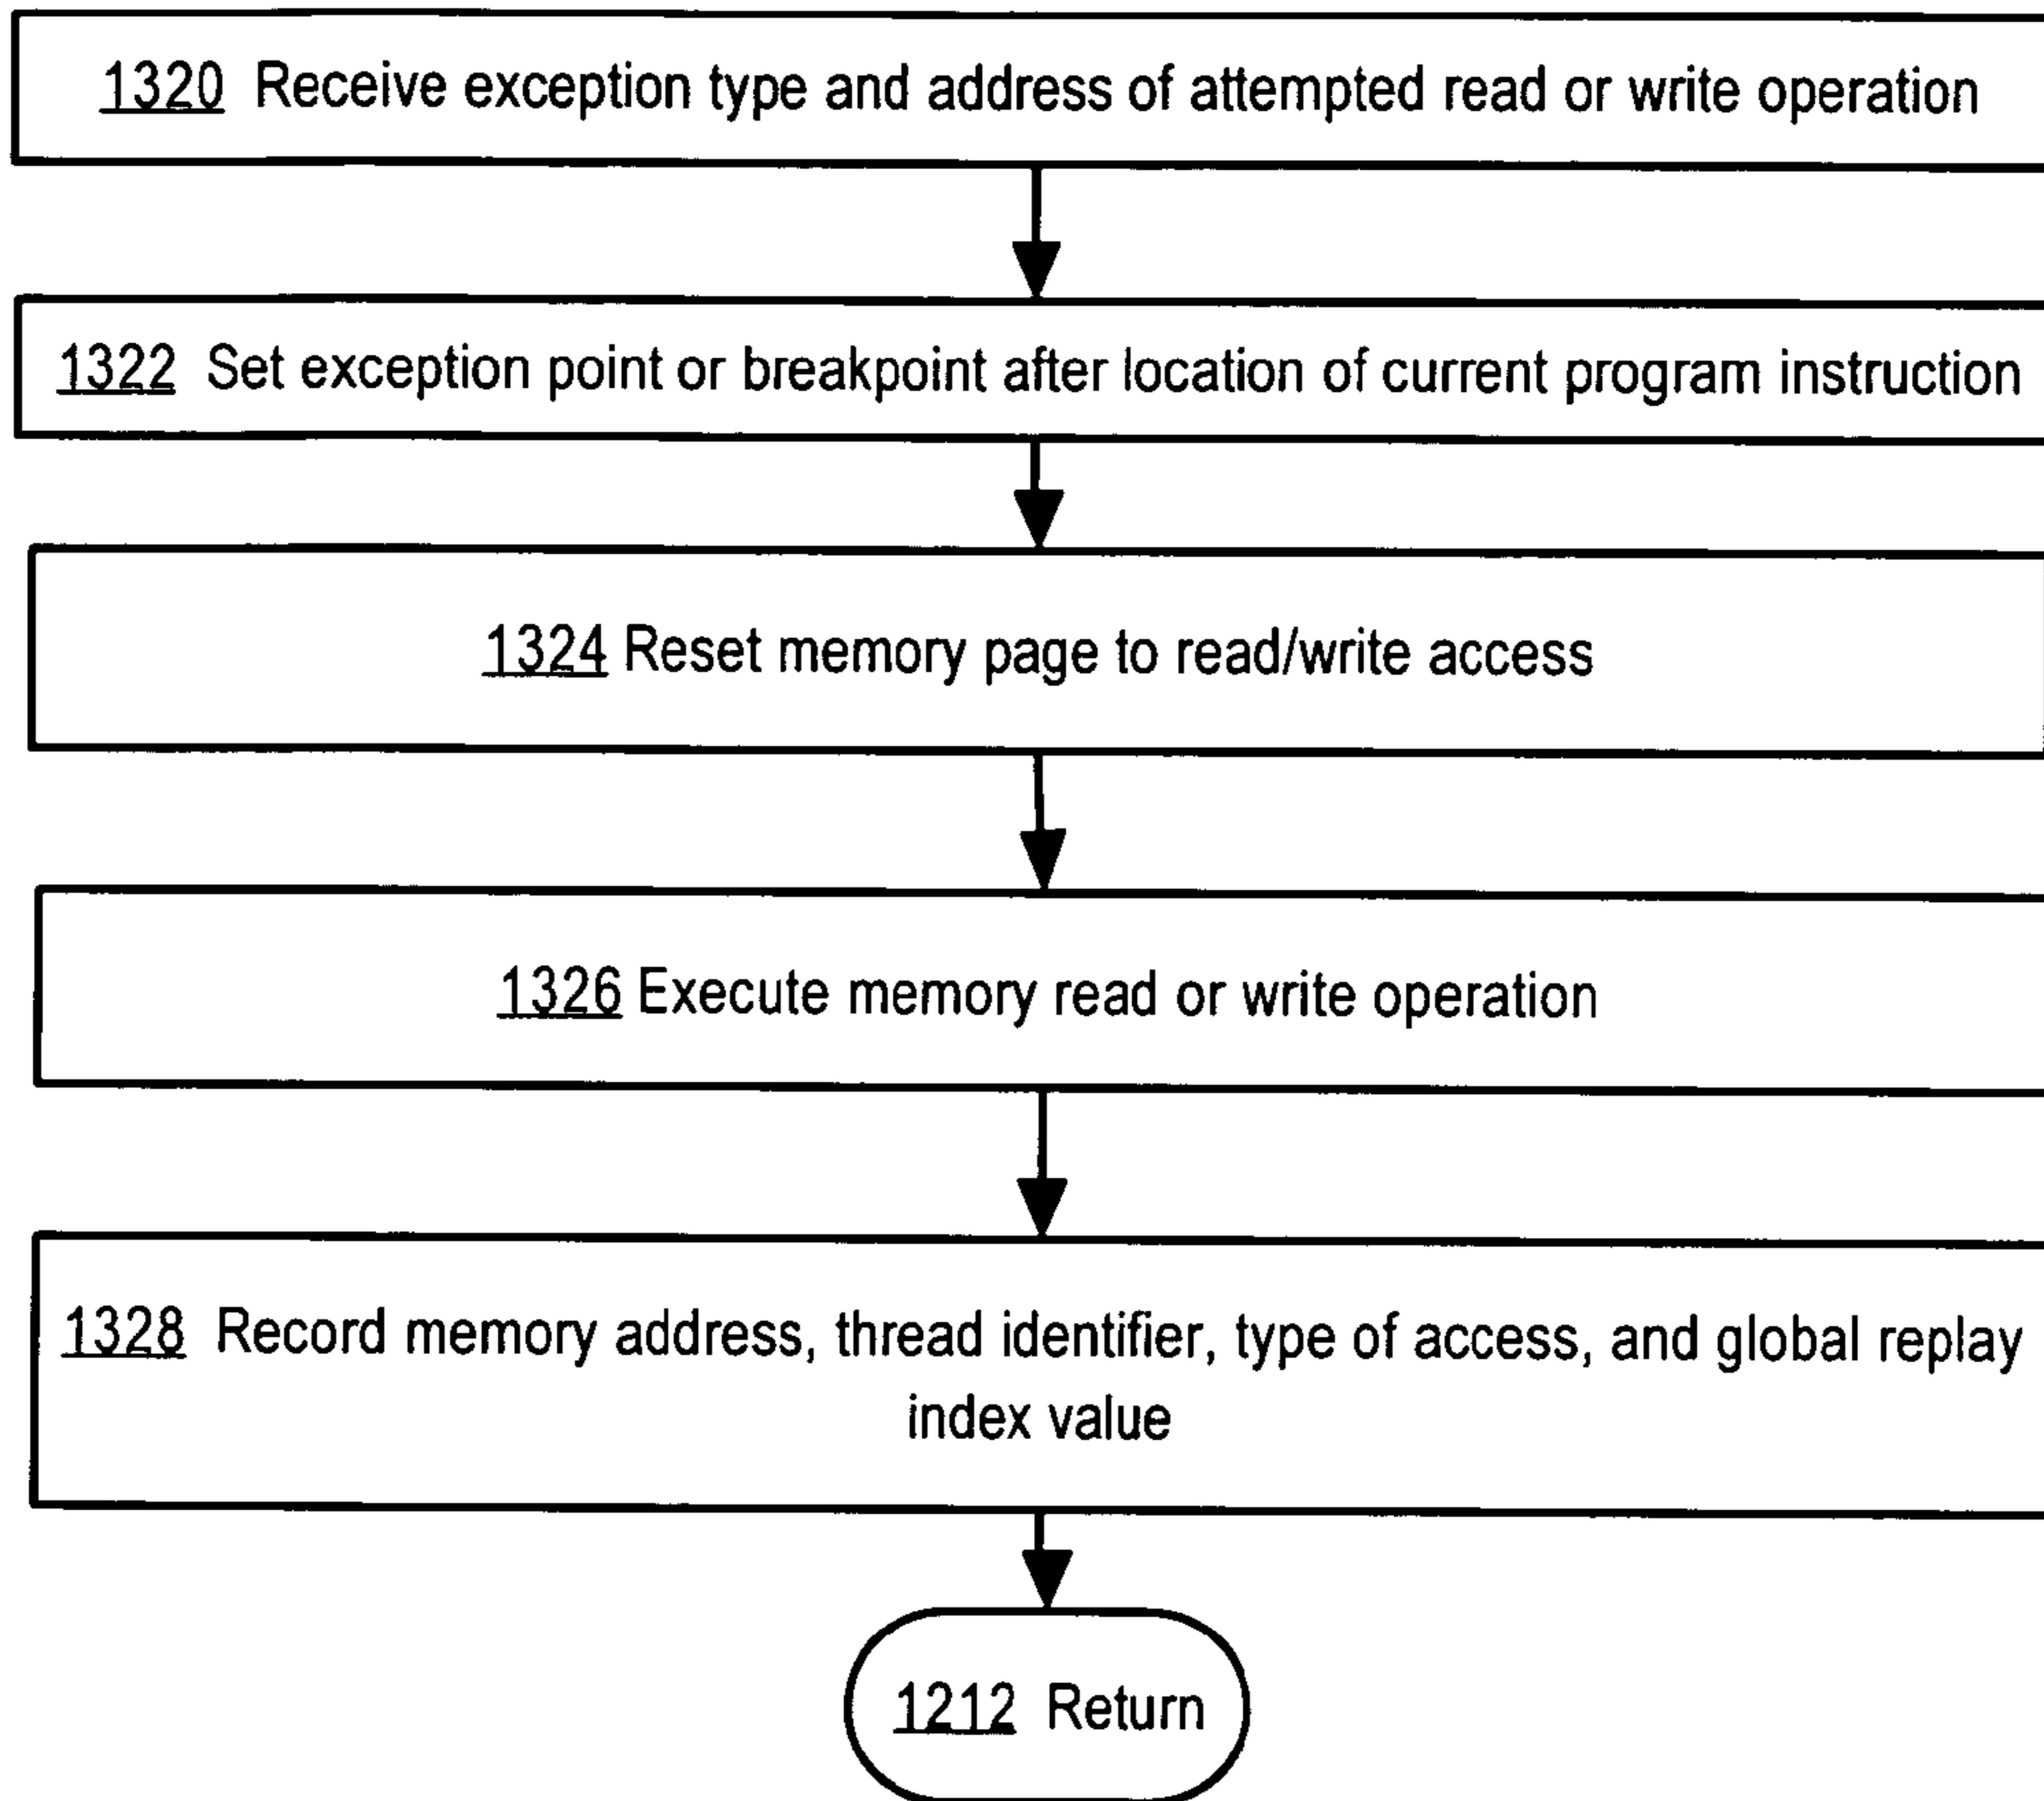 1320 Receive exception type and address of attempted read or write operation
1322 Set exception point or breakpoint after location of current program instruction
1324 Reset memory page to read/write access
1326 Execute memory read or write operation
1328 Record memory address, thread identifier, type of access, and global replay
index value
1212 Return